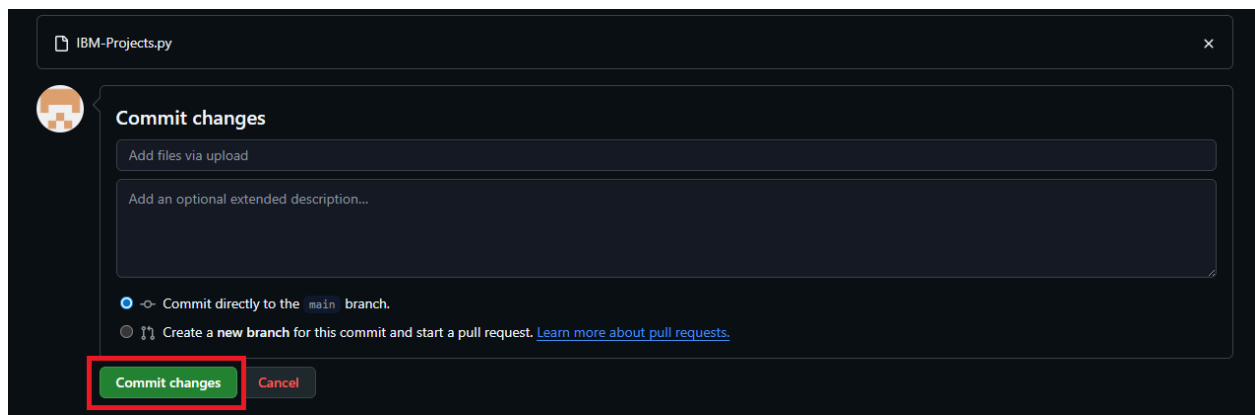 IBM-Projects.py
Commit changes
Add files via upload
Add an optional extended description...
Commit directly to the main branch.
Create a new branch for this commit and start a pull request. Learn more about pull requests.
Commit changes Cancel